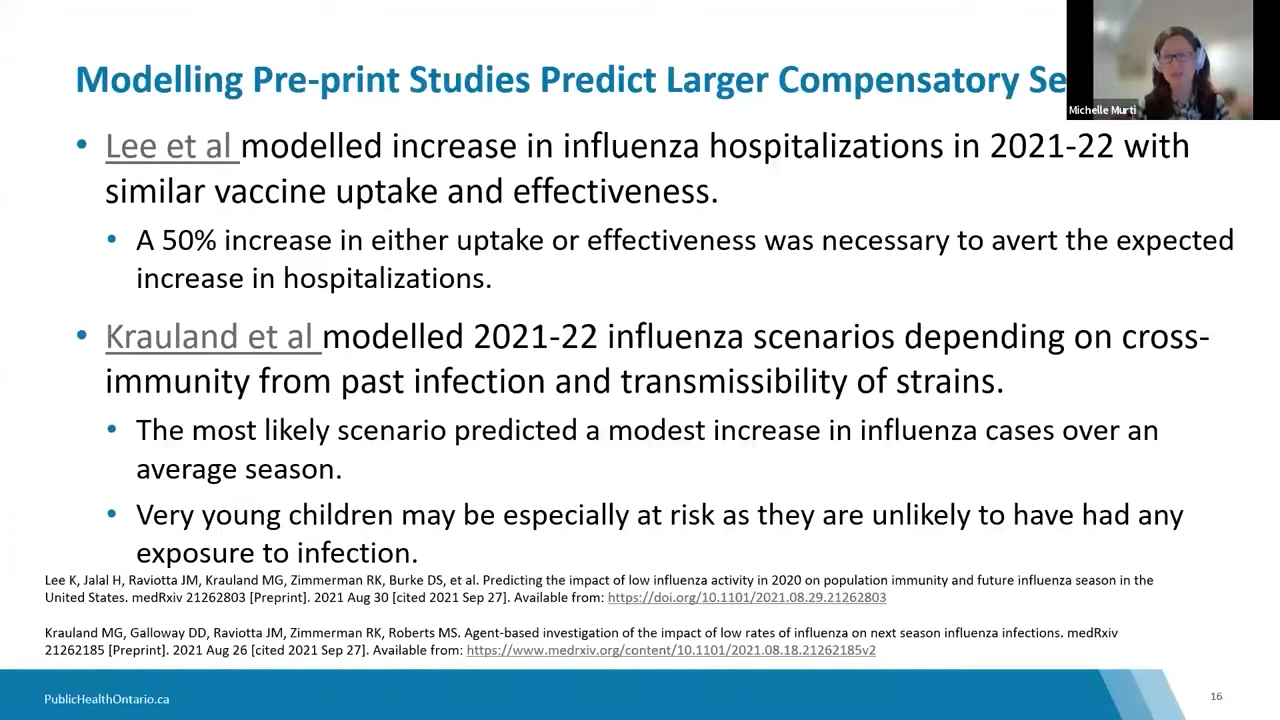 Modelling Pre-print Studies Predict Larger Compensatory Se
Michelle Murti
• Lee et al modelled increase in influenza hospitalizations in 2021-22 with
similar vaccine uptake and effectiveness.
• A 50% increase in either uptake or effectiveness was necessary to avert the expected
increase in hospitalizations.
• Krauland et al modelled 2021-22 influenza scenarios depending on cross-
immunity from past infection and transmissibility of strains.
• The most likely scenario predicted a modest increase in influenza cases over an
average season.
• Very young children may be especially at risk as they are unlikely to have had any
exposure to infection.
Lee K, Jalal H, Raviotta JM, Krauland MG, Zimmerman RK, Burke DS, et al. Predicting the impact of low influenza activity in 2020 on population immunity and future influenza season in the
United States. medRxiv 21262803 [Preprint]. 2021 Aug 30 [cited 2021 Sep 27]. Available from: https://doi.org/10.1101/2021.08.29.21262803
Krauland MG, Galloway DD, Raviotta JM, Zimmerman RK, Roberts MS. Agent-based investigation of the impact of low rates of influenza on next season influenza infections. medRxiv
21262185 [Preprint]. 2021 Aug 26 [cited 2021 Sep 27]. Available from: https://www.medrxiv.org/content/10.1101/2021.08.18.21262185v2
PublicHealthOntario.ca
16